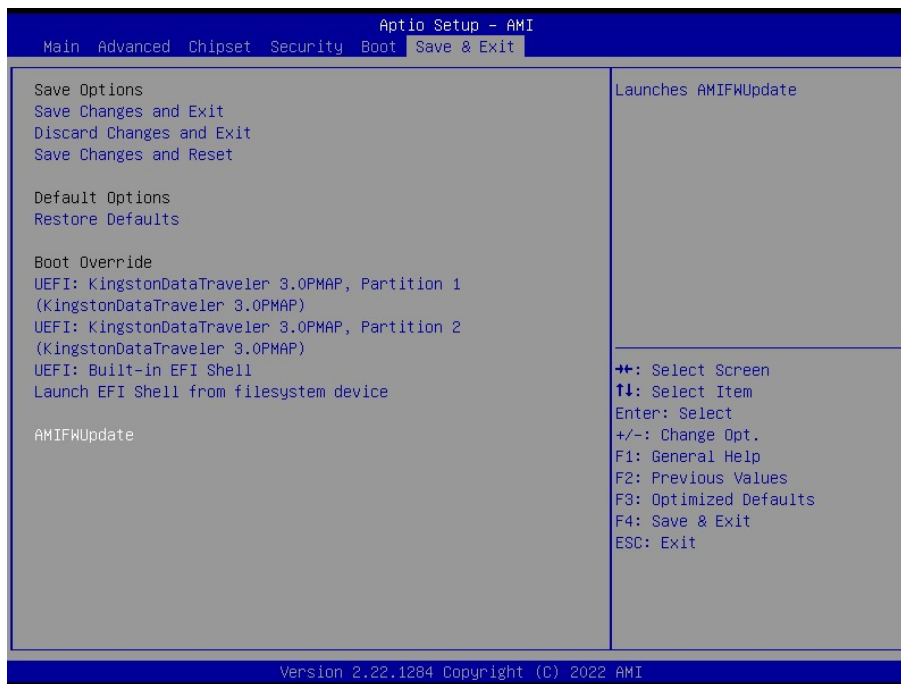 Aptio Setup – AMI
Main Advanced Chipset Security Boot Save & Exit
Save Options
Save Changes and Exit
Discard Changes and Exit
Save Changes and Reset
Default Options
Restore Defaults
Boot Override
UEFI: KingstonDataTraveler 3.0PMAP, Partition 1
(KingstonDataTraveler 3.0PMAP)
UEFI: KingstonDataTraveler 3.0PMAP, Partition 2
(KingstonDataTraveler 3.0PMAP)
UEFI: Built-in EFI Shell
Launch EFI Shell from filesystem device
AMIFWUpdate
Launches AMIFWUpdate
→←: Select Screen
↑↓: Select Item
Enter: Select
+/-: Change Opt.
F1: General Help
F2: Previous Values
F3: Optimized Defaults
F4: Save & Exit
ESC: Exit
Version 2.22.1284 Copyright (C) 2022 AMI